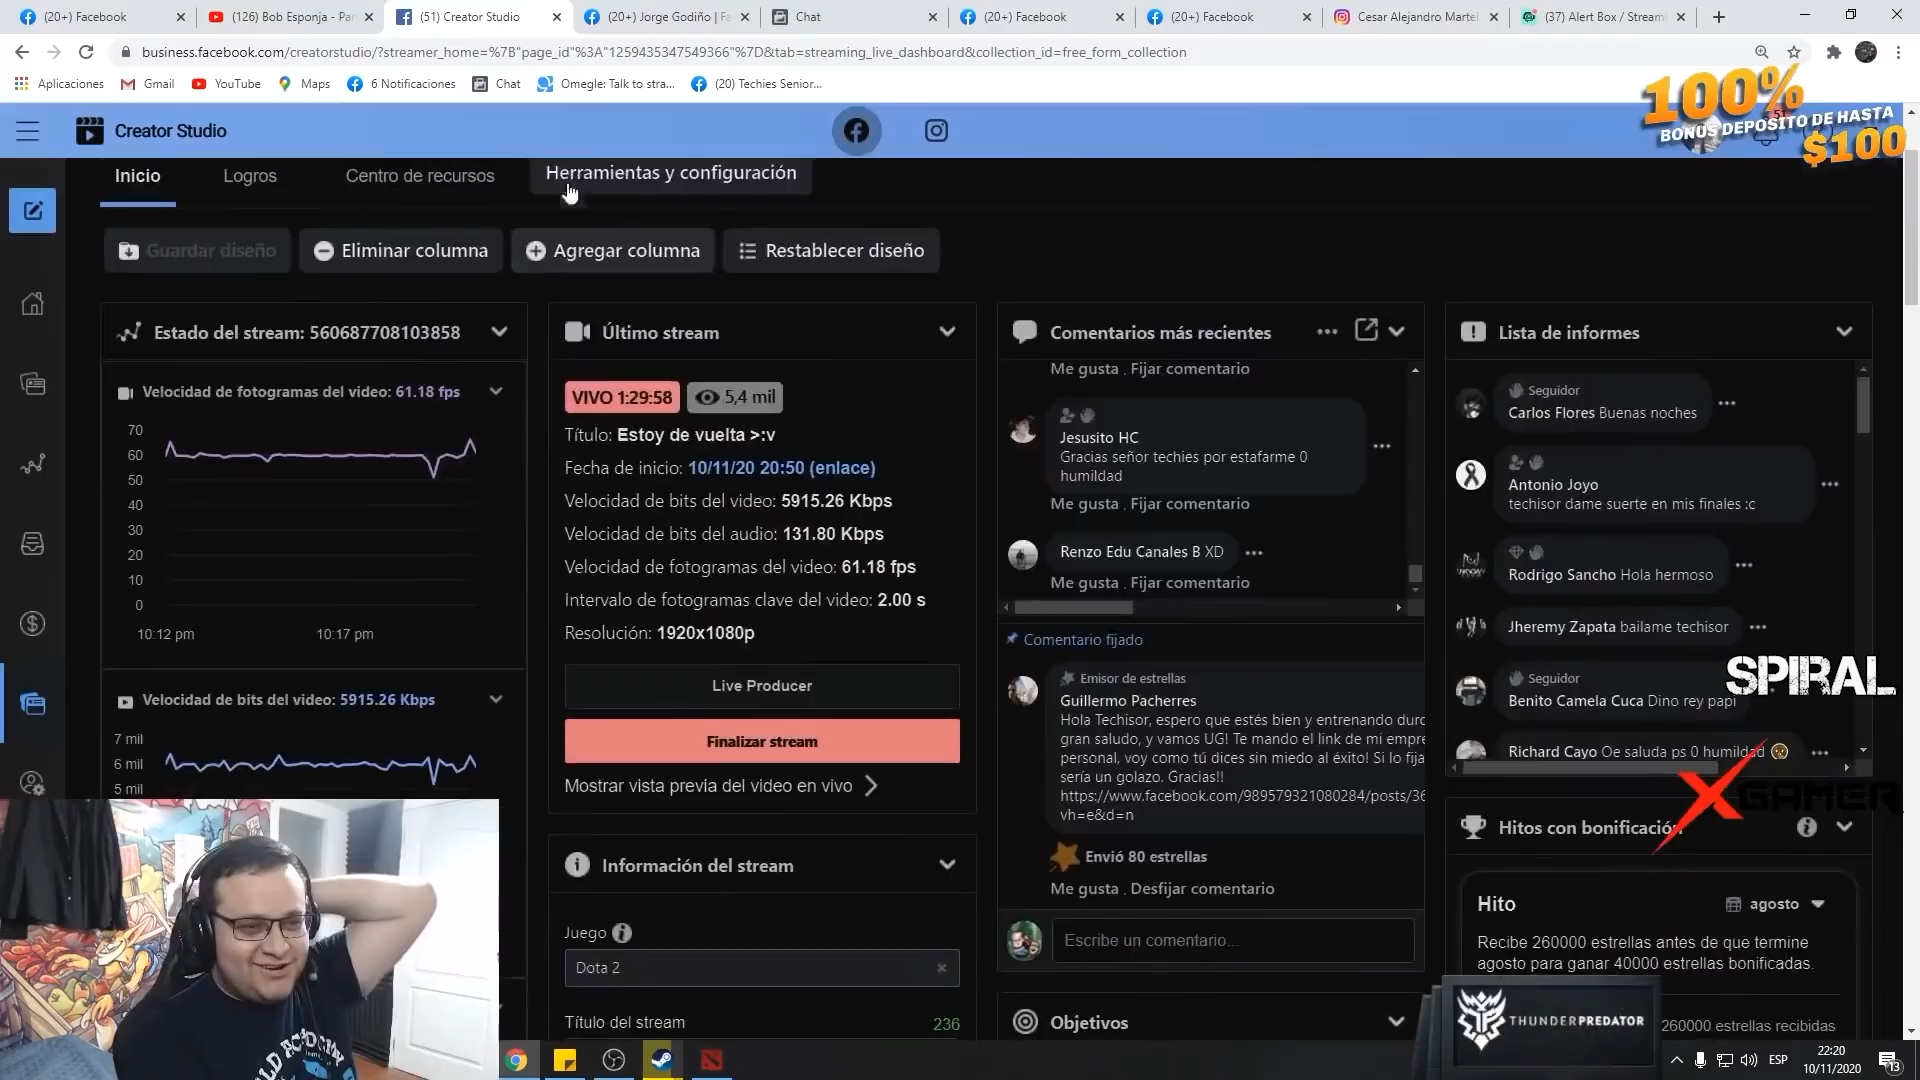 (20+) Facebook
(126) Bob Esponja - Par
(51) Creator Studio
(20+) Jorge Godiño | Fa
Chat
(20+) Facebook
(20+) Facebook
Cesar Alejandro Martel
(37) Alert Box / Stream
business.facebook.com/creatorstudio/?streamer_home=%7B"page_id"%3A"1259435347549366"%7D&tab=streaming_live_dashboard&collection_id=free_form_collection
Aplicaciones
Gmail
YouTube
Maps
6 Notificaciones
Chat
Omegle: Talk to stra...
(20) Techies Senior...
100%
BONUS DEPOSITO DE HASTA
$100
Creator Studio
Inicio
Logros
Centro de recursos
Herramientas y configuración
Guardar diseño
Eliminar columna
Agregar columna
Restablecer diseño
Estado del stream: 560687708103858
Velocidad de fotogramas del video: 61.18 fps
70
60
50
40
30
20
10
0
10:12 pm
10:17 pm
Velocidad de bits del video: 5915.26 Kbps
7 mil
6 mil
5 mil
Último stream
VIVO 1:29:58
5,4 mil
Título: Estoy de vuelta >:v
Fecha de inicio: 10/11/20 20:50 (enlace)
Velocidad de bits del video: 5915.26 Kbps
Velocidad de bits del audio: 131.80 Kbps
Velocidad de fotogramas del video: 61.18 fps
Intervalo de fotogramas clave del video: 2.00 s
Resolución: 1920x1080p
Live Producer
Finalizar stream
Mostrar vista previa del video en vivo
Información del stream
Juego
Dota 2
Título del stream
236
Comentarios más recientes
Me gusta . Fijar comentario
Jesusito HC
Gracias señor techies por estafarme 0
humildad
Me gusta . Fijar comentario
Renzo Edu Canales B XD
Me gusta . Fijar comentario
Comentario fijado
Emisor de estrellas
Guillermo Pacherres
Hola Techisor, espero que estés bien y entrenando duro
gran saludo, y vamos UG! Te mando el link de mi empre
personal, voy como tú dices sin miedo al éxito! Si lo fija
sería un golazo. Gracias!!
https://www.facebook.com/989579321080284/posts/36
vh=e&d=n
Envió 80 estrellas
Me gusta . Desfijar comentario
Escribe un comentario...
Objetivos
Lista de informes
Seguidor
Carlos Flores Buenas noches
Antonio Joyo
techisor dame suerte en mis finales :c
Rodrigo Sancho Hola hermoso
Jheremy Zapata bailame techisor
Seguidor
Benito Camela Cuca Dino rey papi
Richard Cayo Oe saluda ps 0 humildad
SPIRAL
XGAMER
Hitos con bonificación
Hito
agosto
Recibe 260000 estrellas antes de que termine
agosto para ganar 40000 estrellas bonificadas.
260000 estrellas recibidas
THUNDERPREDATOR
ESP
22:20
10/11/2020
13